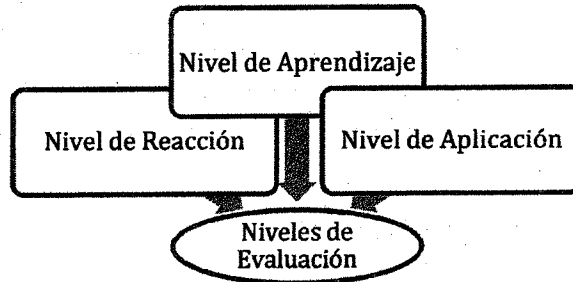 Nivel de Aprendizaje
Nivel de Reacción
Nivel de Aplicación
Niveles de
Evaluación